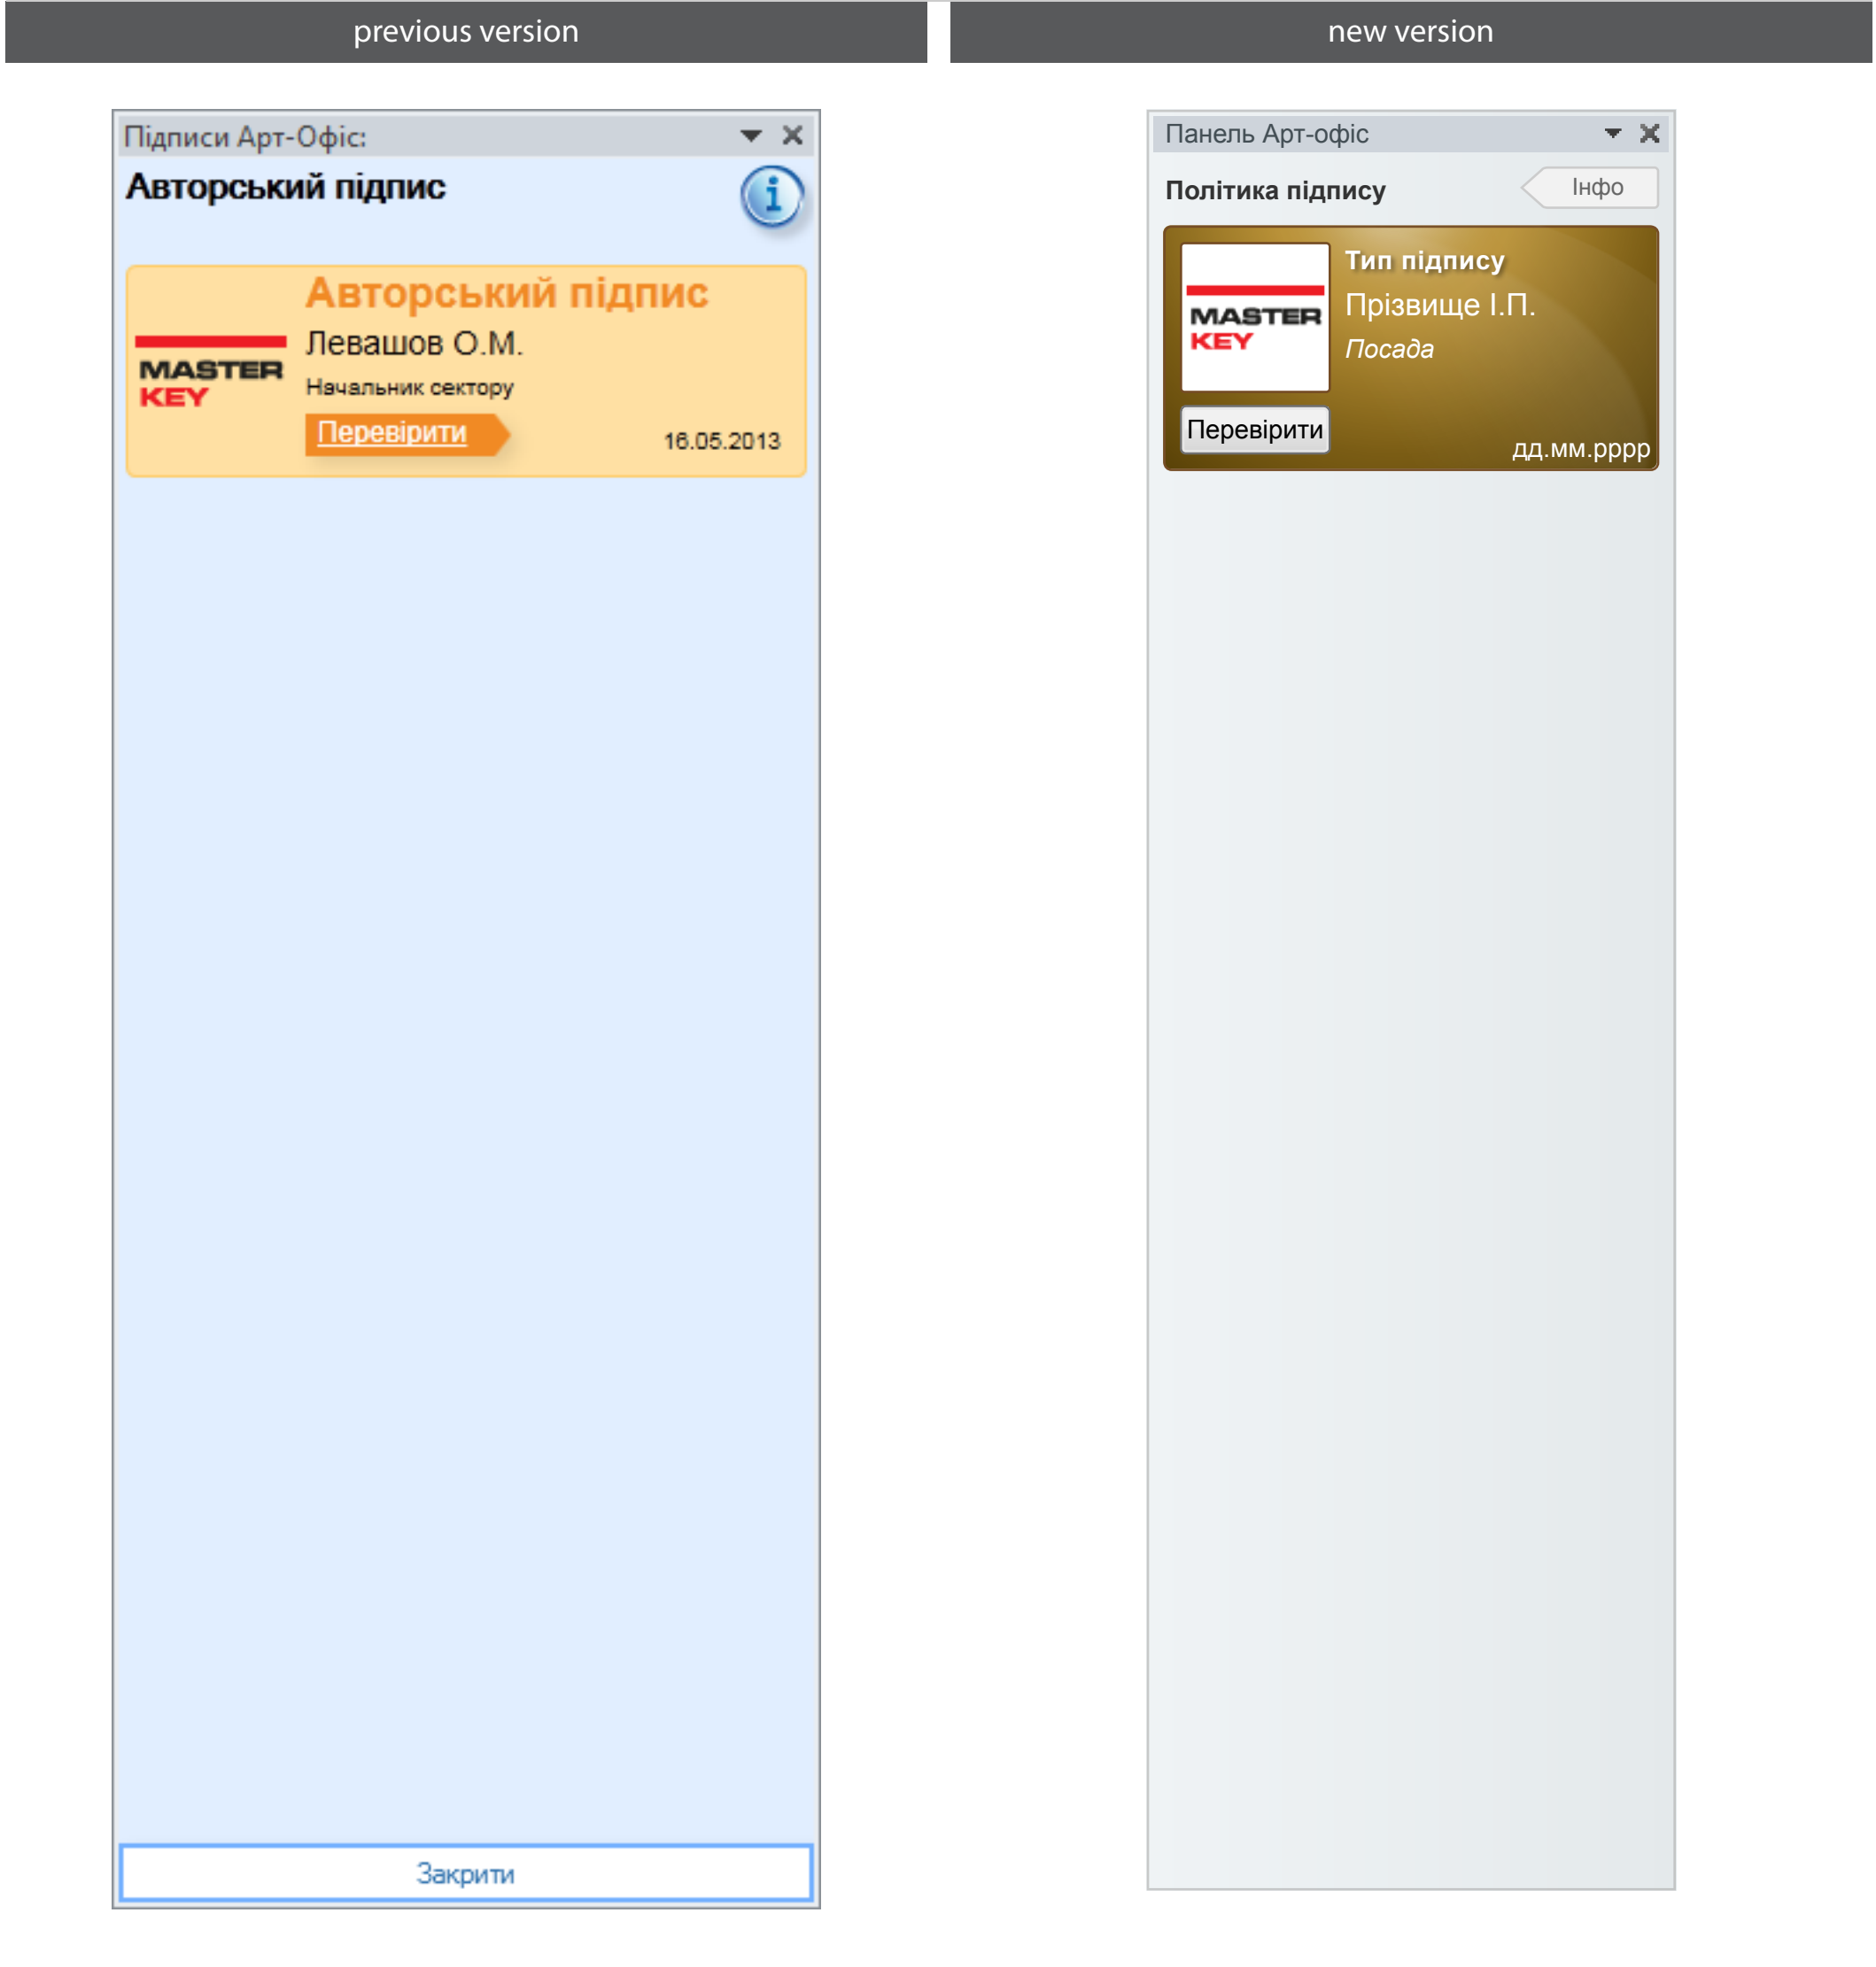 previous version
new version
Підписи Арт-Офіс:
Авторський підпис
Авторський підпис
MASTER
KEY
Левашов О.М.
Начальник сектору
Перевірити
16.05.2013
Закрити
Панель Арт-офіс
Політика підпису
Інфо
MASTER
KEY
Тип підпису
Прізвище І.П.
Посада
Перевірити
дд.мм.рррр